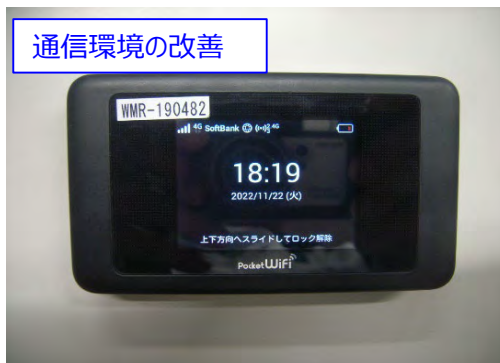 通信環境の改善
WMR-190482
4G SoftBank 4G
18:19
2022/11/22 (火)
上下方向へスライドしてロック解除
Pocket WiFi